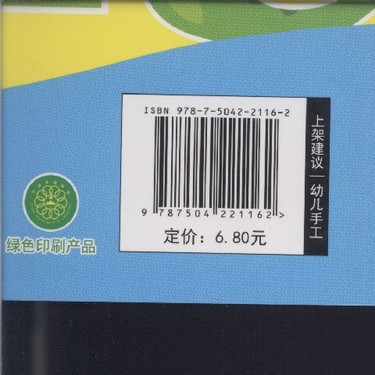 ISBN 978-7-5042-2116-2
9 787504 221162 >
定价：6.80元
上架建议｜幼儿手工
绿色印刷产品